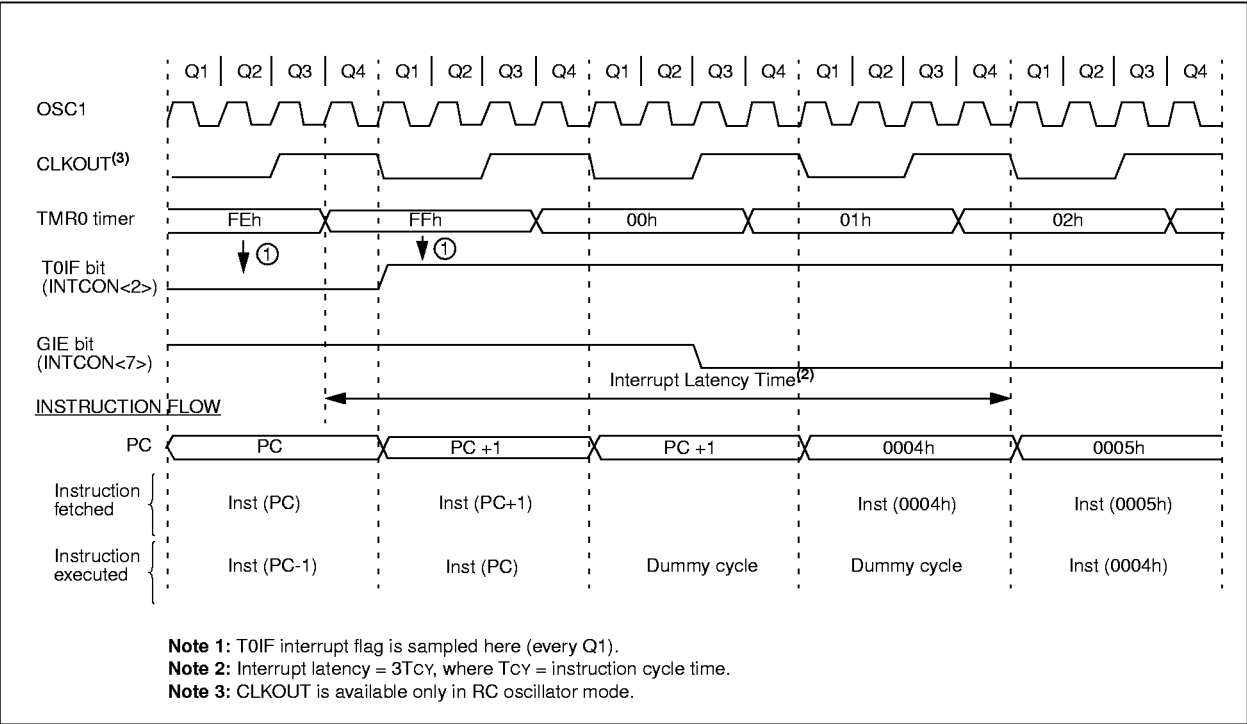 Q1 Q2 Q3 Q4 Q1 Q2 Q3 Q4 Q1 Q2 Q3 Q4 Q1 Q2 Q3 Q4 Q1 Q2 Q3 Q4
OSC1
CLKOUT(3)
TMR0 timer FEh FFh 00h 01h 02h
1 1
T0IF bit
(INTCON<2>)
GIE bit
(INTCON<7>)
Interrupt Latency Time(2)
INSTRUCTION FLOW
PC PC PC +1 PC +1 0004h 0005h
Instruction
fetched
Inst (PC) Inst (PC+1) Inst (0004h) Inst (0005h)
Instruction
executed
Inst (PC-1) Inst (PC) Dummy cycle Dummy cycle Inst (0004h)
Note 1: T0IF interrupt flag is sampled here (every Q1).
Note 2: Interrupt latency = 3TCY, where TCY = instruction cycle time.
Note 3: CLKOUT is available only in RC oscillator mode.